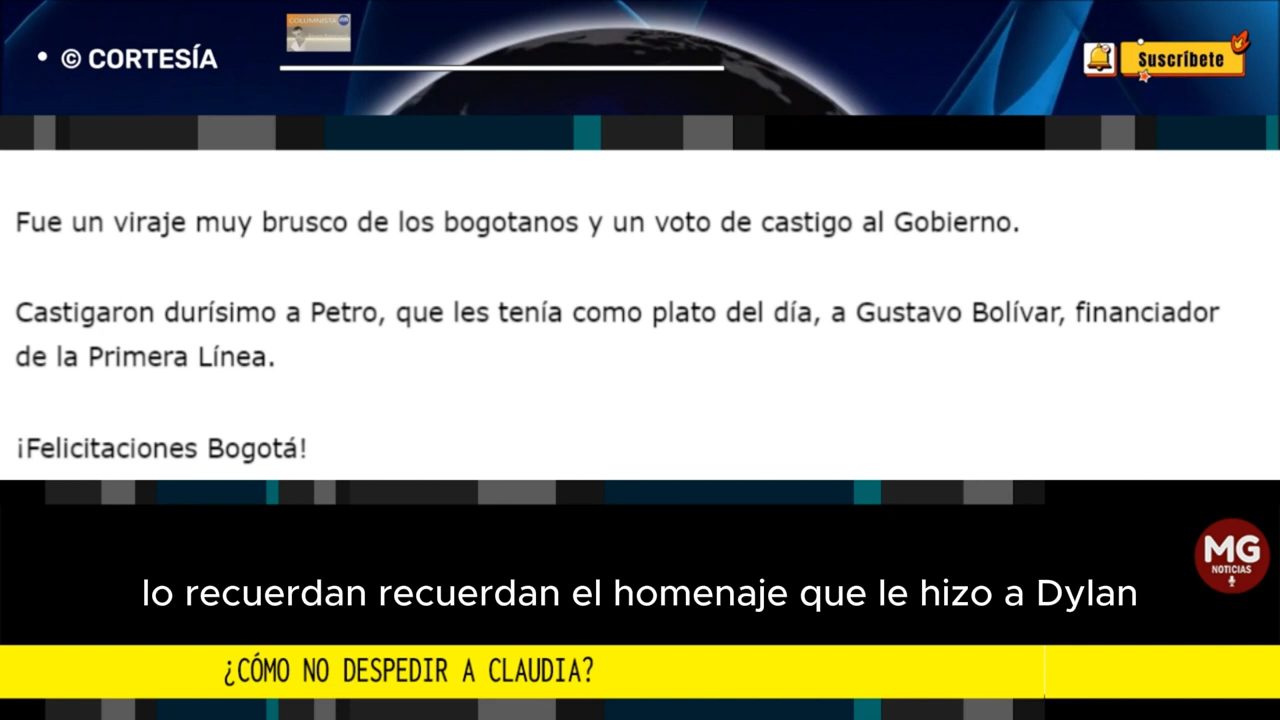 COLUMNISTA
• © CORTESÍA
Suscríbete
Fue un viraje muy brusco de los bogotanos y un voto de castigo al Gobierno.
Castigaron durísimo a Petro, que les tenía como plato del día, a Gustavo Bolívar, financiador
de la Primera Línea.
¡Felicitaciones Bogotá!
MG
NOTICIAS
lo recuerdan recuerdan el homenaje que le hizo a Dylan
¿CÓMO NO DESPEDIR A CLAUDIA?